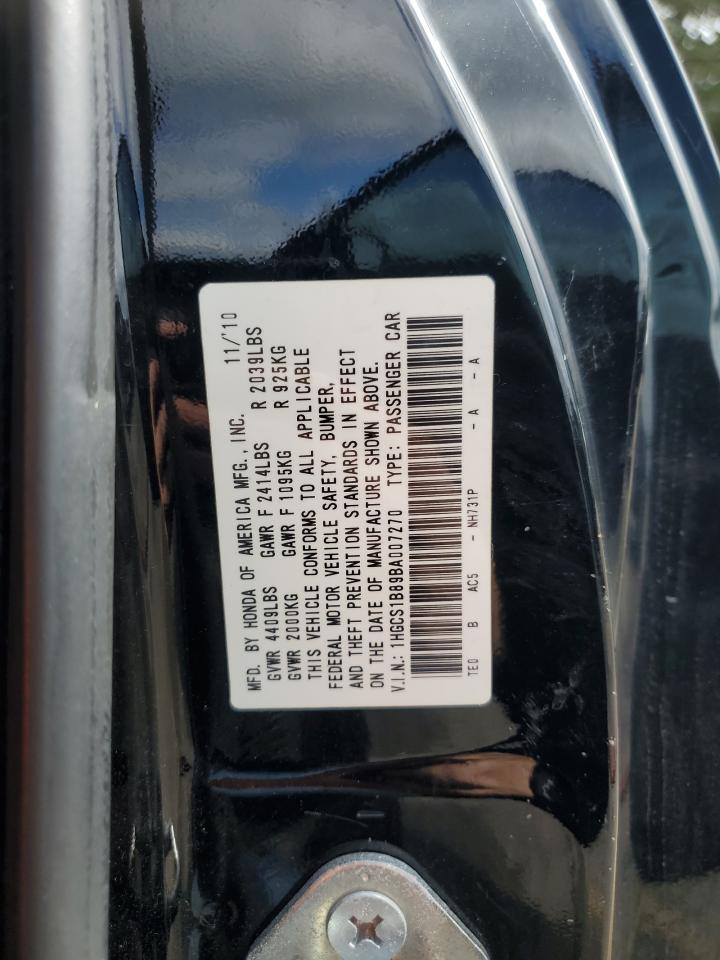 MFD. BY HONDA OF AMERICA MFG., INC. 11/'10
GVWR 4409LBS GAWR F 2414LBS R 2039LBS
GVWR 2000KG GAWR F 1095KG R 925KG
THIS VEHICLE CONFORMS TO ALL APPLICABLE
FEDERAL MOTOR VEHICLE SAFETY, BUMPER,
AND THEFT PREVENTION STANDARDS IN EFFECT
ON THE DATE OF MANUFACTURE SHOWN ABOVE.
V.I.N.: 1HGCS1B89BA007270 TYPE: PASSENGER CAR
TE0 B AC5 - NH731P - A - A